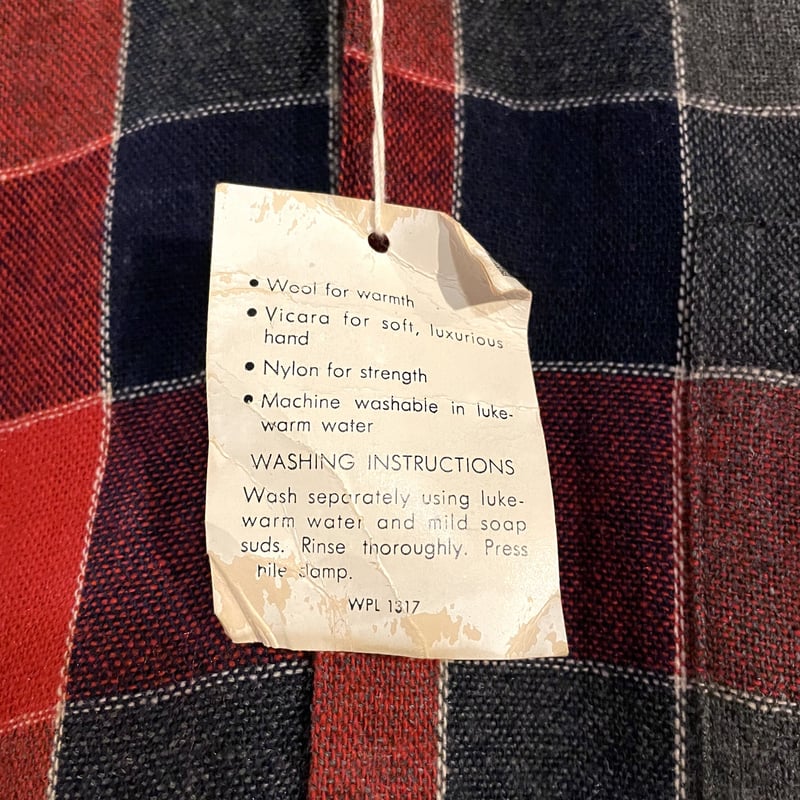 • Wool for warmth
• Vicara for soft, luxurious
hand
• Nylon for strength
• Machine washable in luke-
warm water
WASHING INSTRUCTIONS
Wash separately using luke-
warm water and mild soap
suds. Rinse thoroughly. Press
hile damp.
WPL 1317